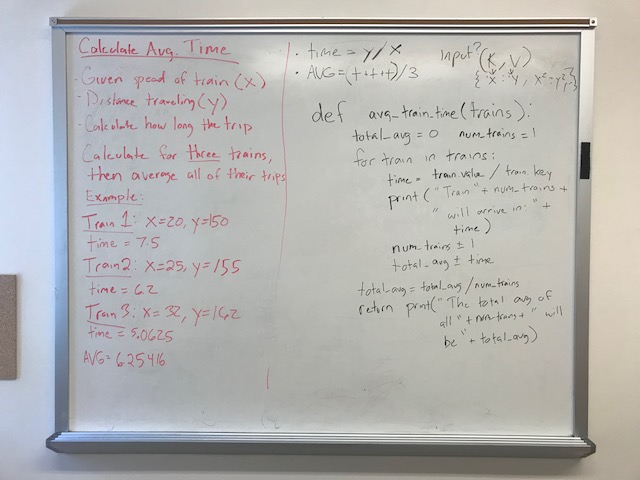 Calculate Avg. Time
- Given speed of train (X)
- Distance traveling (Y)
- Calculate how long the trip
Calculate for three trains,
then average all of their trips
Example:
Train 1: X=20, y=150
time = 7.5
Train 2: X=25, y=155
time = 6.2
Train 3: X= 32, y=162
time = 5.0625
AVG= 6.25416
• time = y/x
• AVG=(t+t+t)/3
input? (K, V)
{ X : Y, X²=y², }
def avg_train_time(trains):
total_avg = 0 num_trains = 1
for train in trains:
time = train.value / train.key
print("Train" + num_trains +
" will arrive in: " +
time)
num_trains ± 1
total_avg ± time
total_avg = total_avg / num_trains
return print("The total avg of
all " + num_trains + " will
be " + total_avg)